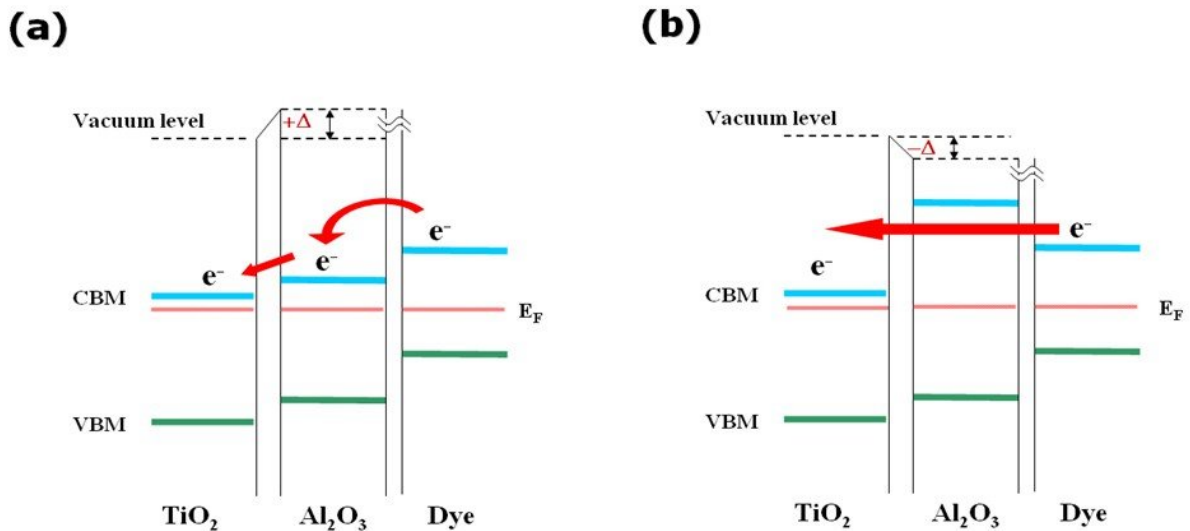 (a)
Vacuum level
+Δ
e⁻
e⁻
e⁻
CBM
E_F
VBM
TiO₂ Al₂O₃ Dye
(b)
Vacuum level
−Δ
e⁻
e⁻
CBM
E_F
VBM
TiO₂ Al₂O₃ Dye